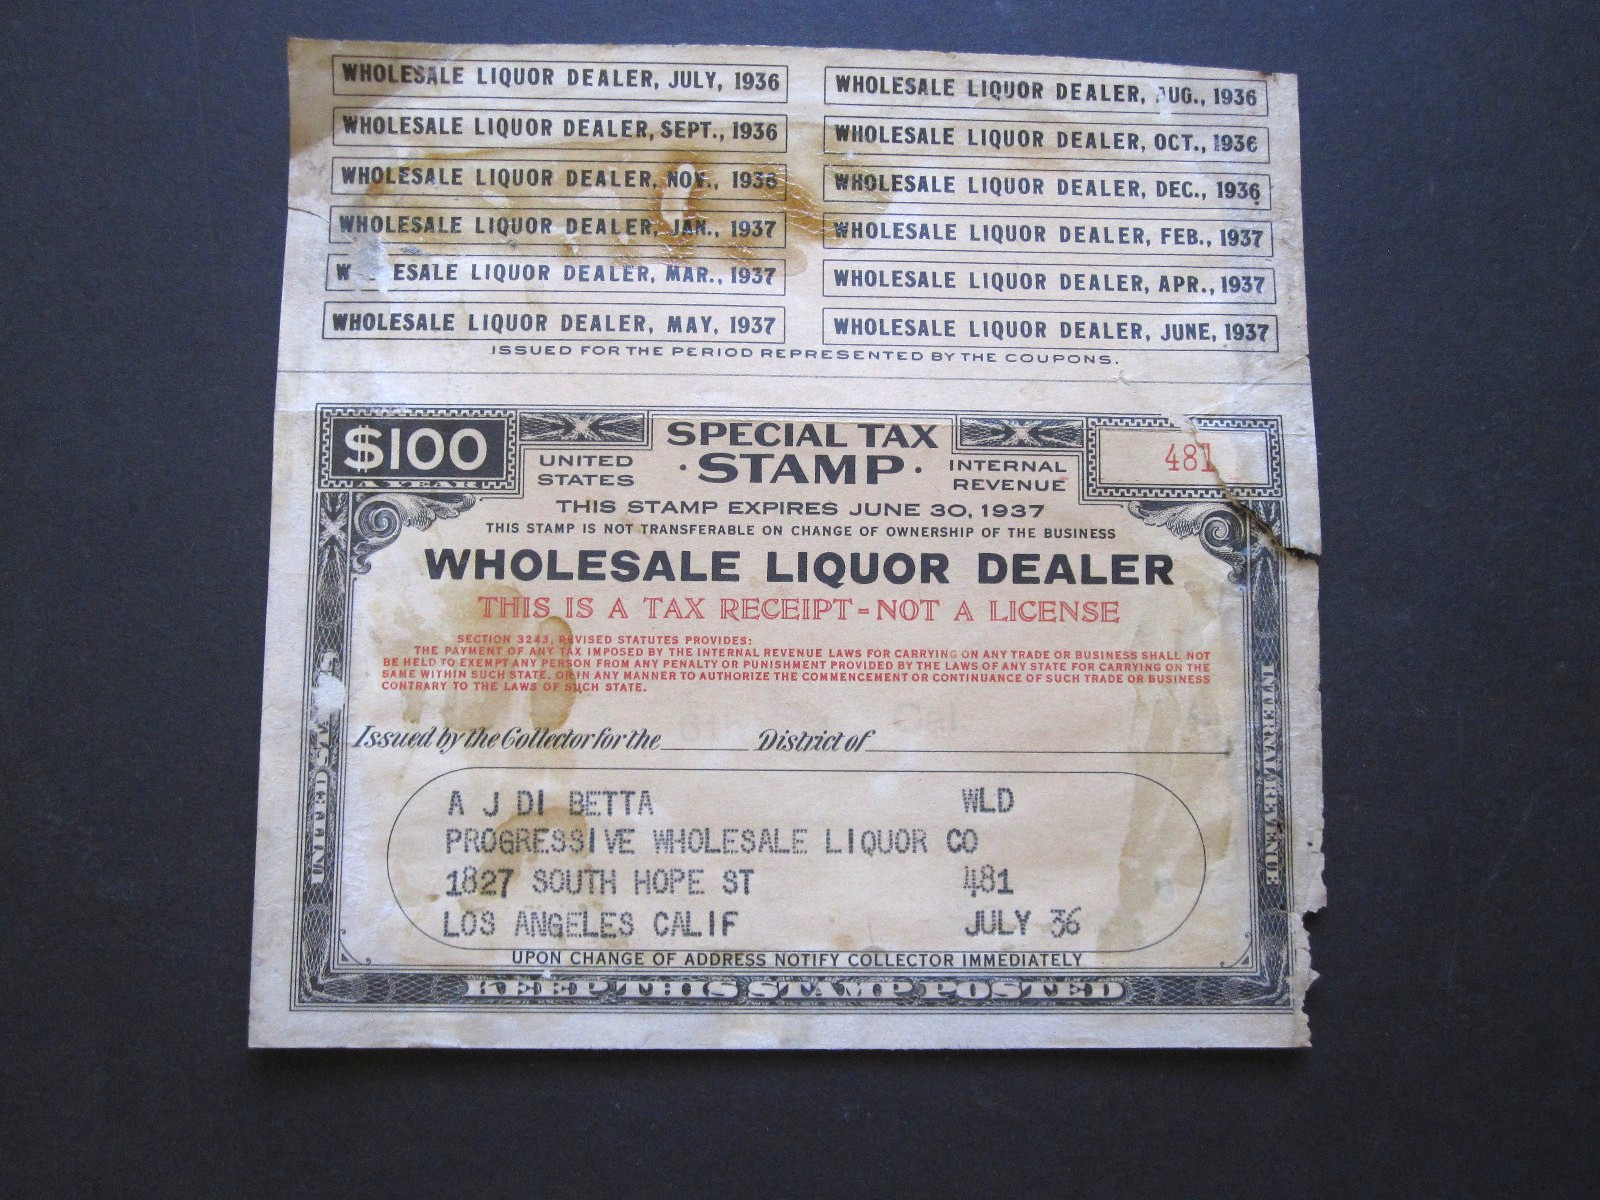 WHOLESALE LIQUOR DEALER, JULY, 1936
WHOLESALE LIQUOR DEALER, AUG., 1936
WHOLESALE LIQUOR DEALER, SEPT., 1936
WHOLESALE LIQUOR DEALER, OCT., 1936
WHOLESALE LIQUOR DEALER, NOV., 1936
WHOLESALE LIQUOR DEALER, DEC., 1936
WHOLESALE LIQUOR DEALER, JAN., 1937
WHOLESALE LIQUOR DEALER, FEB., 1937
W ESALE LIQUOR DEALER, MAR., 1937
WHOLESALE LIQUOR DEALER, APR., 1937
WHOLESALE LIQUOR DEALER, MAY, 1937
WHOLESALE LIQUOR DEALER, JUNE, 1937
ISSUED FOR THE PERIOD REPRESENTED BY THE COUPONS.
$100
A YEAR
UNITED STATES
SPECIAL TAX
· STAMP ·
INTERNAL REVENUE
481
THIS STAMP EXPIRES JUNE 30, 1937
THIS STAMP IS NOT TRANSFERABLE ON CHANGE OF OWNERSHIP OF THE BUSINESS
WHOLESALE LIQUOR DEALER
THIS IS A TAX RECEIPT - NOT A LICENSE
SECTION 3243, REVISED STATUTES PROVIDES:
THE PAYMENT OF ANY TAX IMPOSED BY THE INTERNAL REVENUE LAWS FOR CARRYING ON ANY TRADE OR BUSINESS SHALL NOT
BE HELD TO EXEMPT ANY PERSON FROM ANY PENALTY OR PUNISHMENT PROVIDED BY THE LAWS OF ANY STATE FOR CARRYING ON THE
SAME WITHIN SUCH STATE, OR IN ANY MANNER TO AUTHORIZE THE COMMENCEMENT OR CONTINUANCE OF SUCH TRADE OR BUSINESS
CONTRARY TO THE LAWS OF SUCH STATE.
6th Cal
Issued by the Collector for the District of
A J DI BETTA WLD
PROGRESSIVE WHOLESALE LIQUOR CO
1827 SOUTH HOPE ST 481
LOS ANGELES CALIF JULY 36
UPON CHANGE OF ADDRESS NOTIFY COLLECTOR IMMEDIATELY
KEEP THIS STAMP POSTED
UNITED STATES
INTERNAL REVENUE